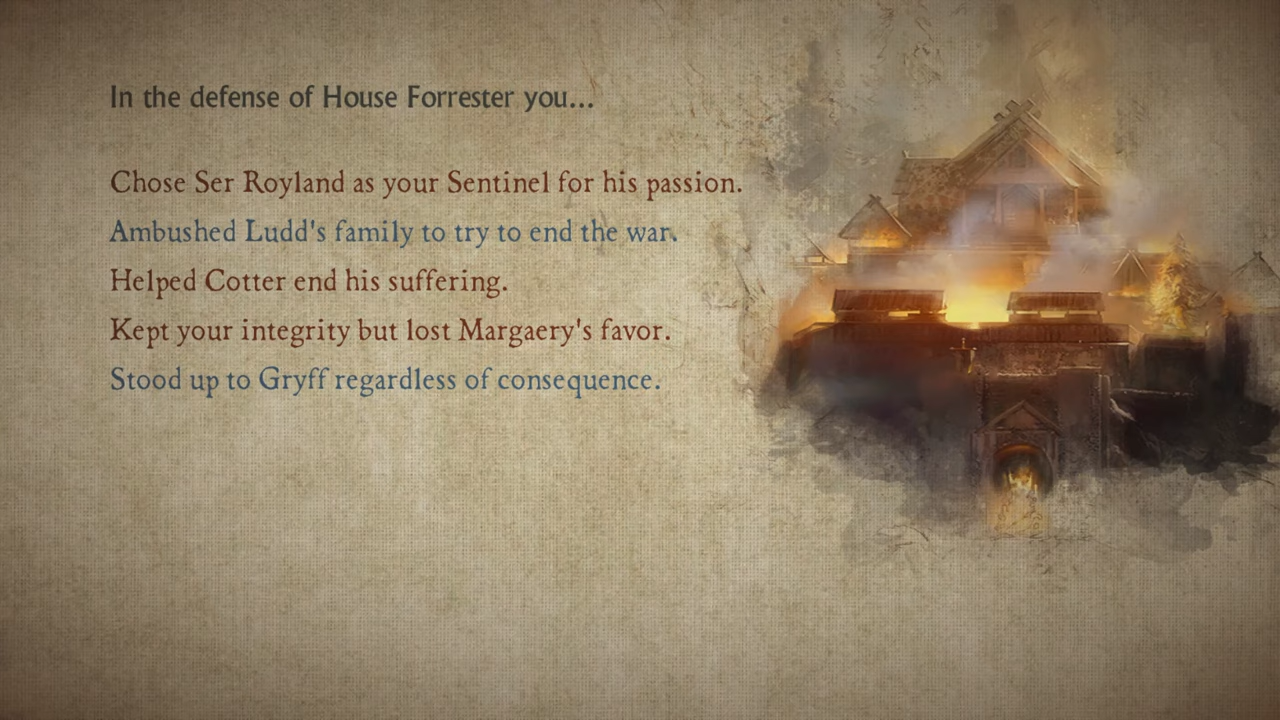 In the defense of House Forrester you...
Chose Ser Royland as your Sentinel for his passion.
Ambushed Ludd's family to try to end the war.
Helped Cotter end his suffering.
Kept your integrity but lost Margaery's favor.
Stood up to Gryff regardless of consequence.